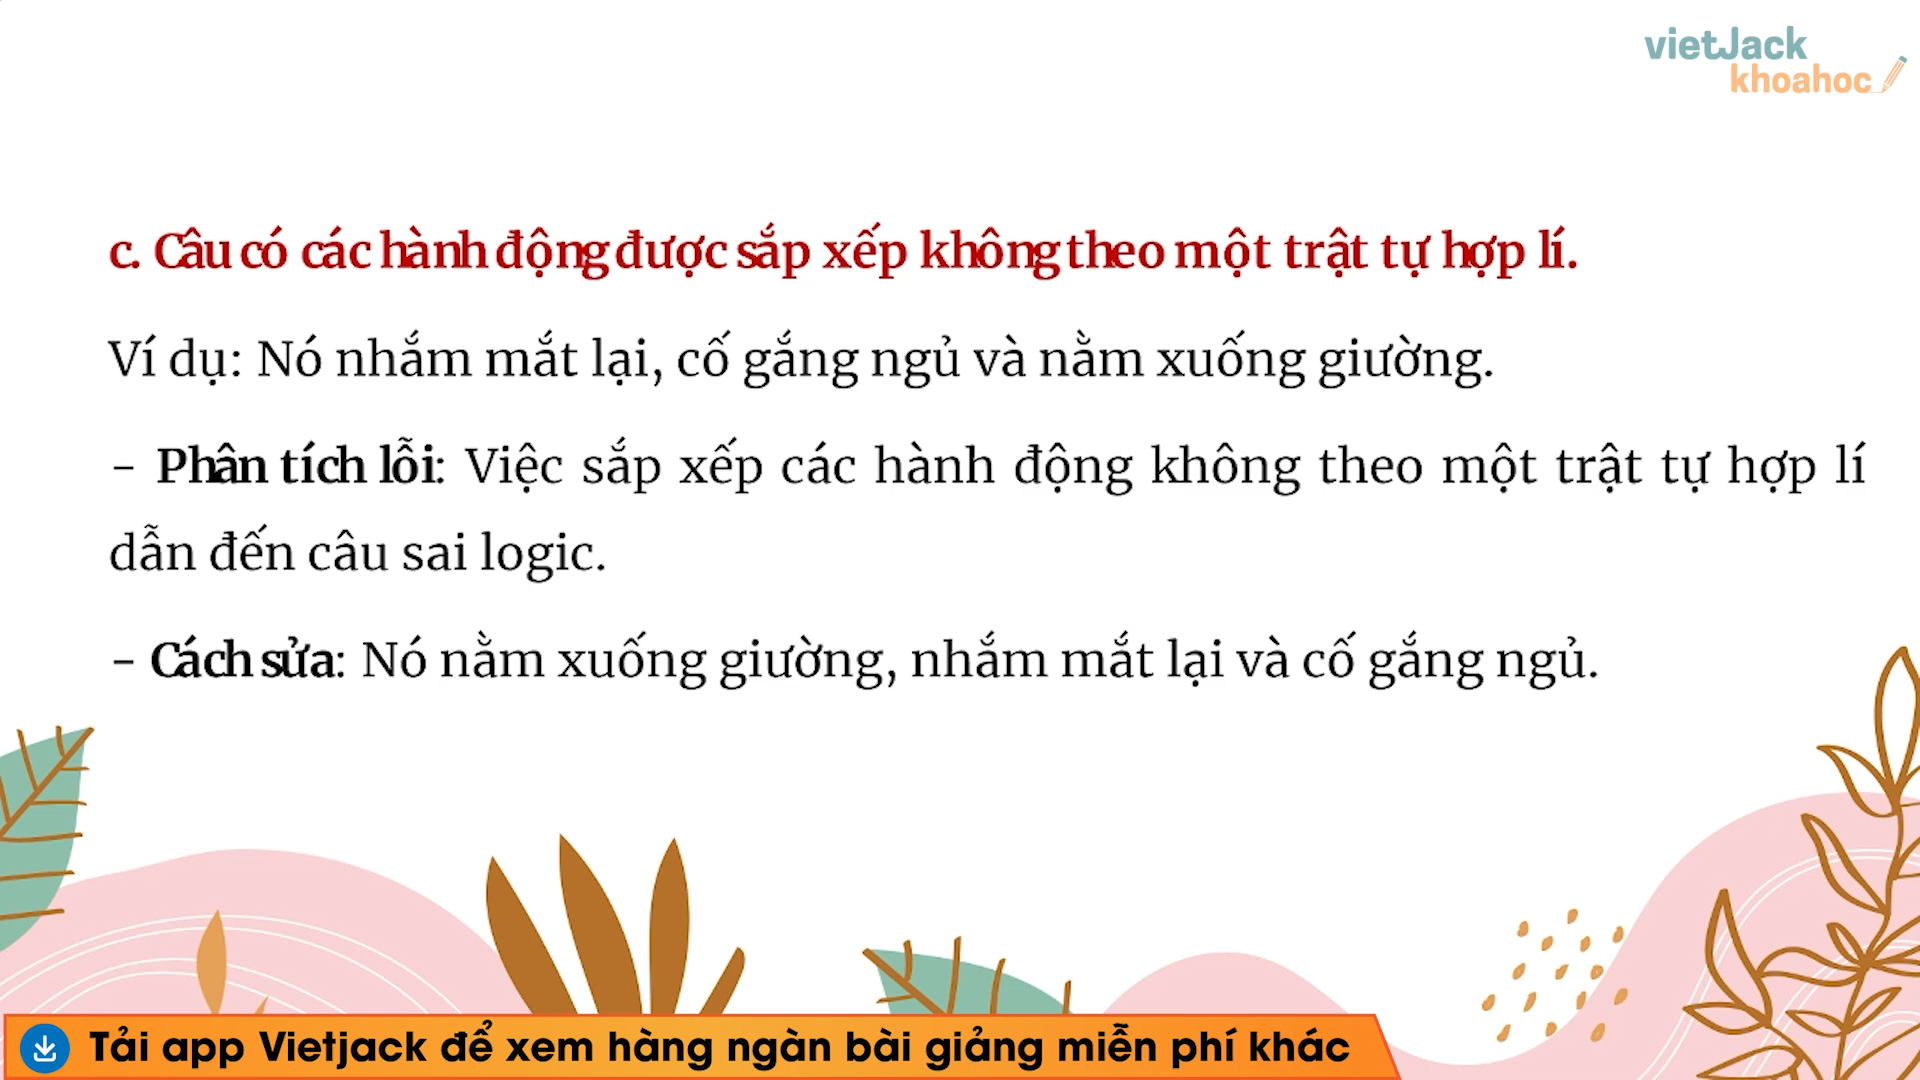 vietJack
khoahoc
c. Câu có các hành động được sắp xếp không theo một trật tự hợp lí.
Ví dụ: Nó nhắm mắt lại, cố gắng ngủ và nằm xuống giường.
- Phân tích lỗi: Việc sắp xếp các hành động không theo một trật tự hợp lí
dẫn đến câu sai logic.
- Cách sửa: Nó nằm xuống giường, nhắm mắt lại và cố gắng ngủ.
Tải app Vietjack để xem hàng ngàn bài giảng miễn phí khác